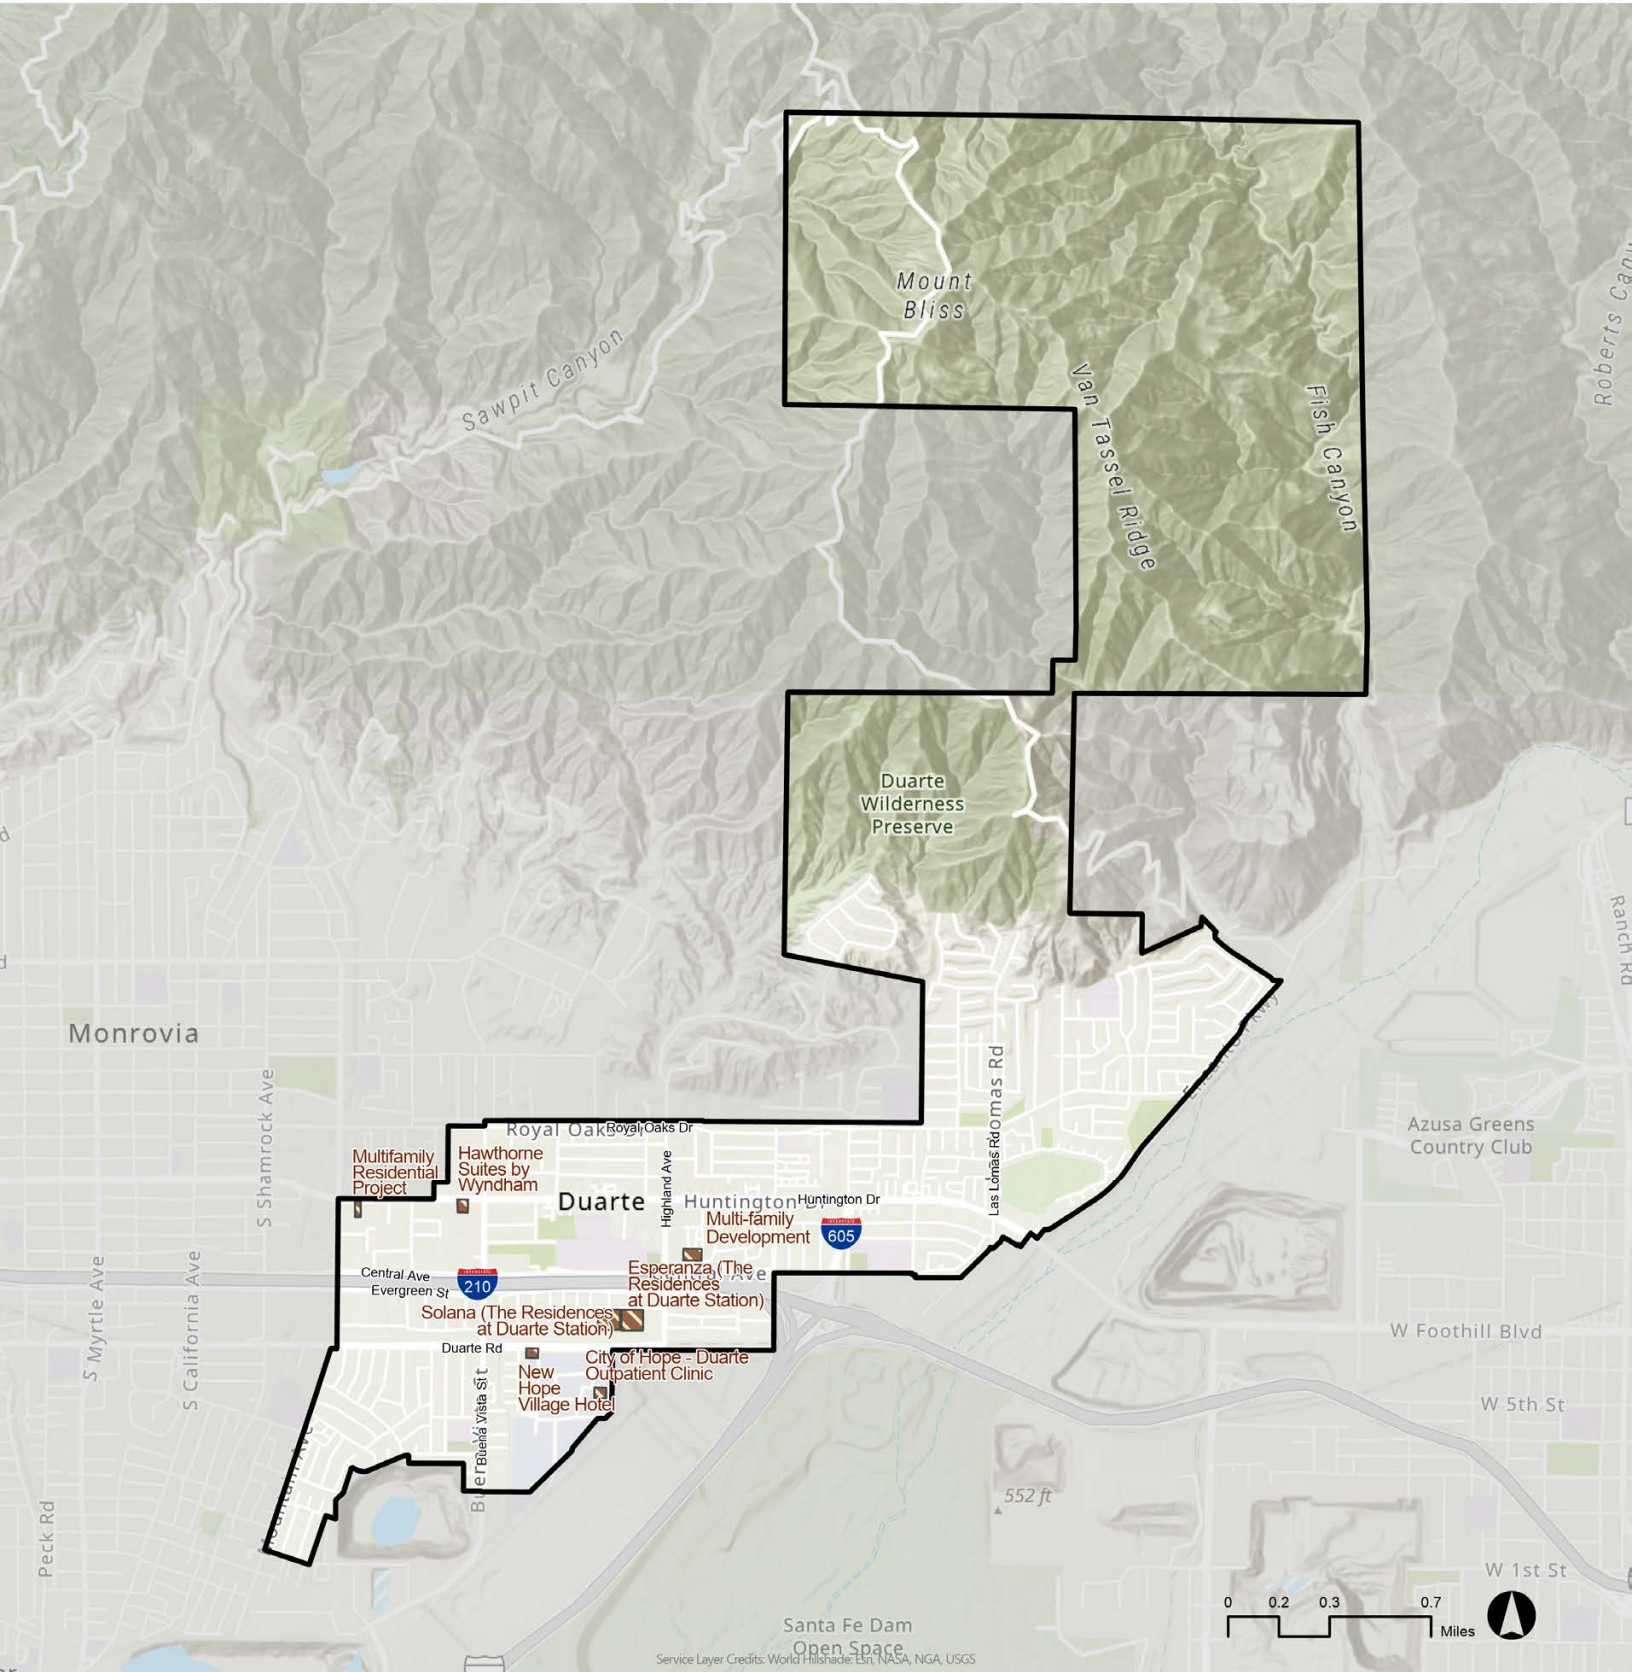 Mount
Bliss
Sawpit Canyon
Van Tassel Ridge
Fish Canyon
Duarte
Wilderness
Preserve
Monrovia
S Shamrock Ave
S Myrtle Ave
S California Ave
Peck Rd
Ranch Rd
Royal Oaks Dr
Royal Oaks Dr
Multifamily
Residential
Project
Hawthorne
Suites by
Wyndham
Duarte
Highland Ave
Huntington Dr
Huntington Dr
Las Lomas Rd
Multi-family
Development
INTERSTATE
605
Azusa Greens
Country Club
Central Ave
Evergreen St
INTERSTATE
210
Esperanza (The
Residences
at Duarte Station)
Solana (The Residences
at Duarte Station)
Duarte Rd
City of Hope - Duarte
Outpatient Clinic
New
Hope
Village Hotel
Buena Vista St
Mountain Ave
W Foothill Blvd
W 5th St
W 1st St
552 ft
Santa Fe Dam
Open Space
0 0.2 0.3 0.7
Miles
Service Layer Credits: World Hillshade: Esri, NASA, NGA, USGS